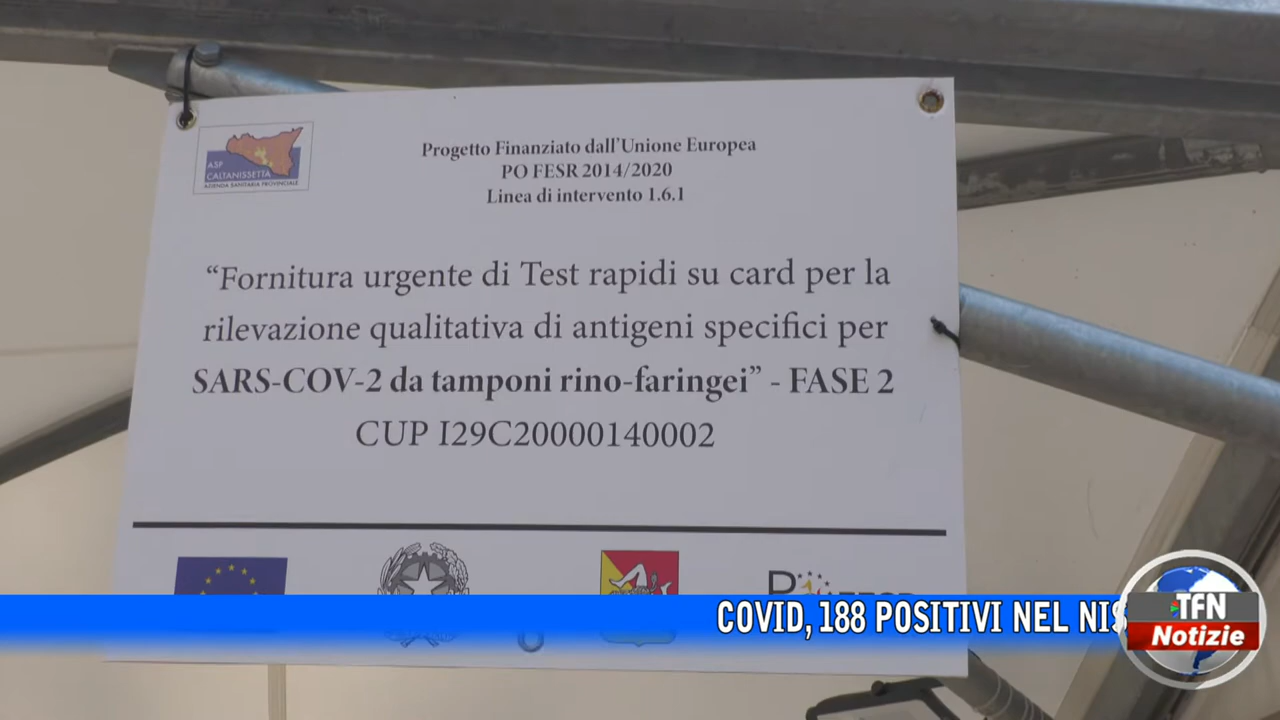 ASP
CALTANISSETTA
AZIENDA SANITARIA PROVINCIALE
Progetto Finanziato dall'Unione Europea
PO FESR 2014/2020
Linea di intervento 1.6.1
“Fornitura urgente di Test rapidi su card per la
rilevazione qualitativa di antigeni specifici per
SARS-COV-2 da tamponi rino-faringei” - FASE 2
CUP I29C20000140002
COVID, 188 POSITIVI NEL NIS
TFN
Notizie